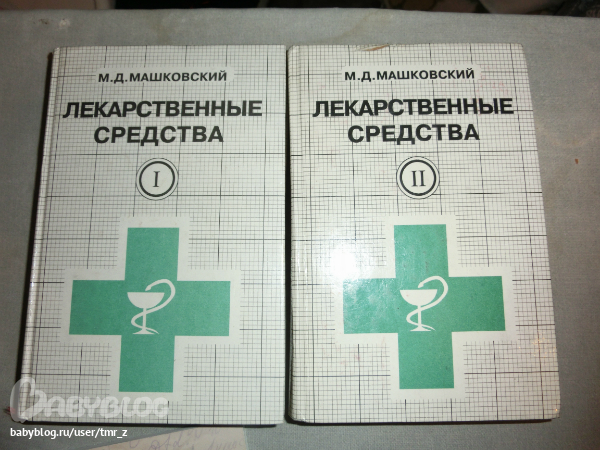 М.Д.МАШКОВСКИЙ
ЛЕКАРСТВЕННЫЕ
СРЕДСТВА
I
М.Д.МАШКОВСКИЙ
ЛЕКАРСТВЕННЫЕ
СРЕДСТВА
II
BABYBLOG
babyblog.ru/user/tmr_z